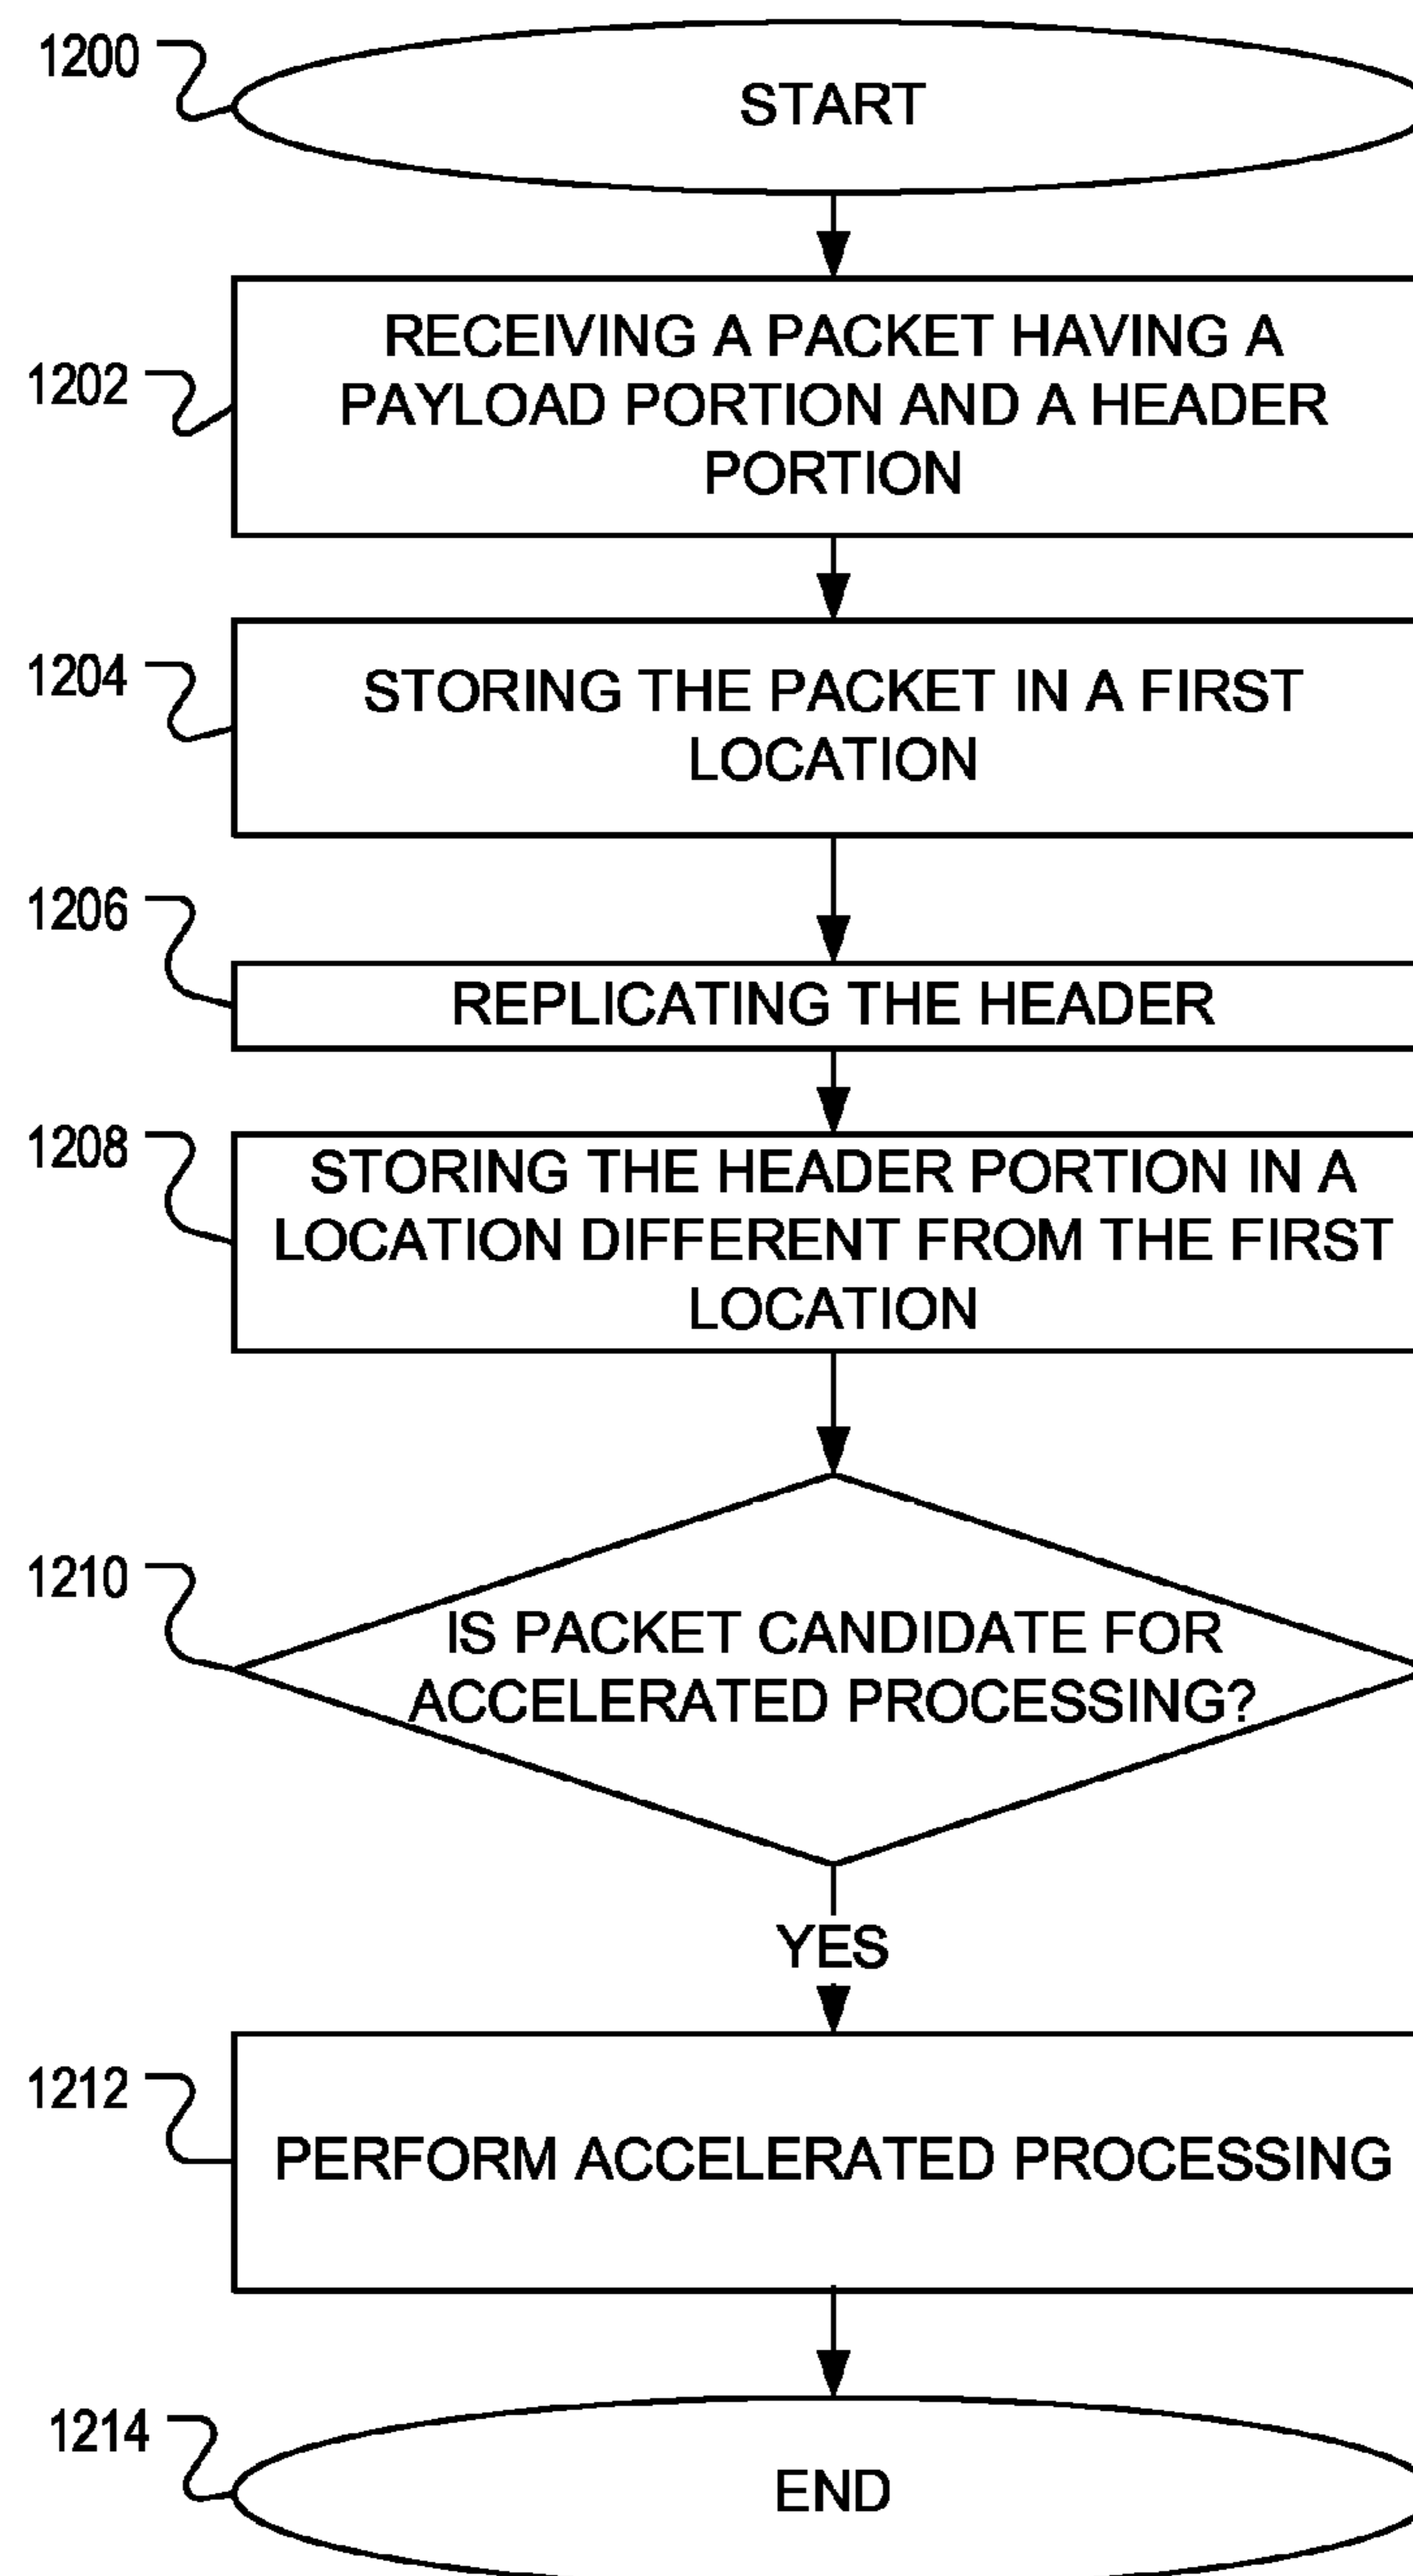 1200
START
1202
RECEIVING A PACKET HAVING A
PAYLOAD PORTION AND A HEADER
PORTION
1204
STORING THE PACKET IN A FIRST
LOCATION
1206
REPLICATING THE HEADER
1208
STORING THE HEADER PORTION IN A
LOCATION DIFFERENT FROM THE FIRST
LOCATION
1210
IS PACKET CANDIDATE FOR
ACCELERATED PROCESSING?
YES
1212
PERFORM ACCELERATED PROCESSING
1214
END